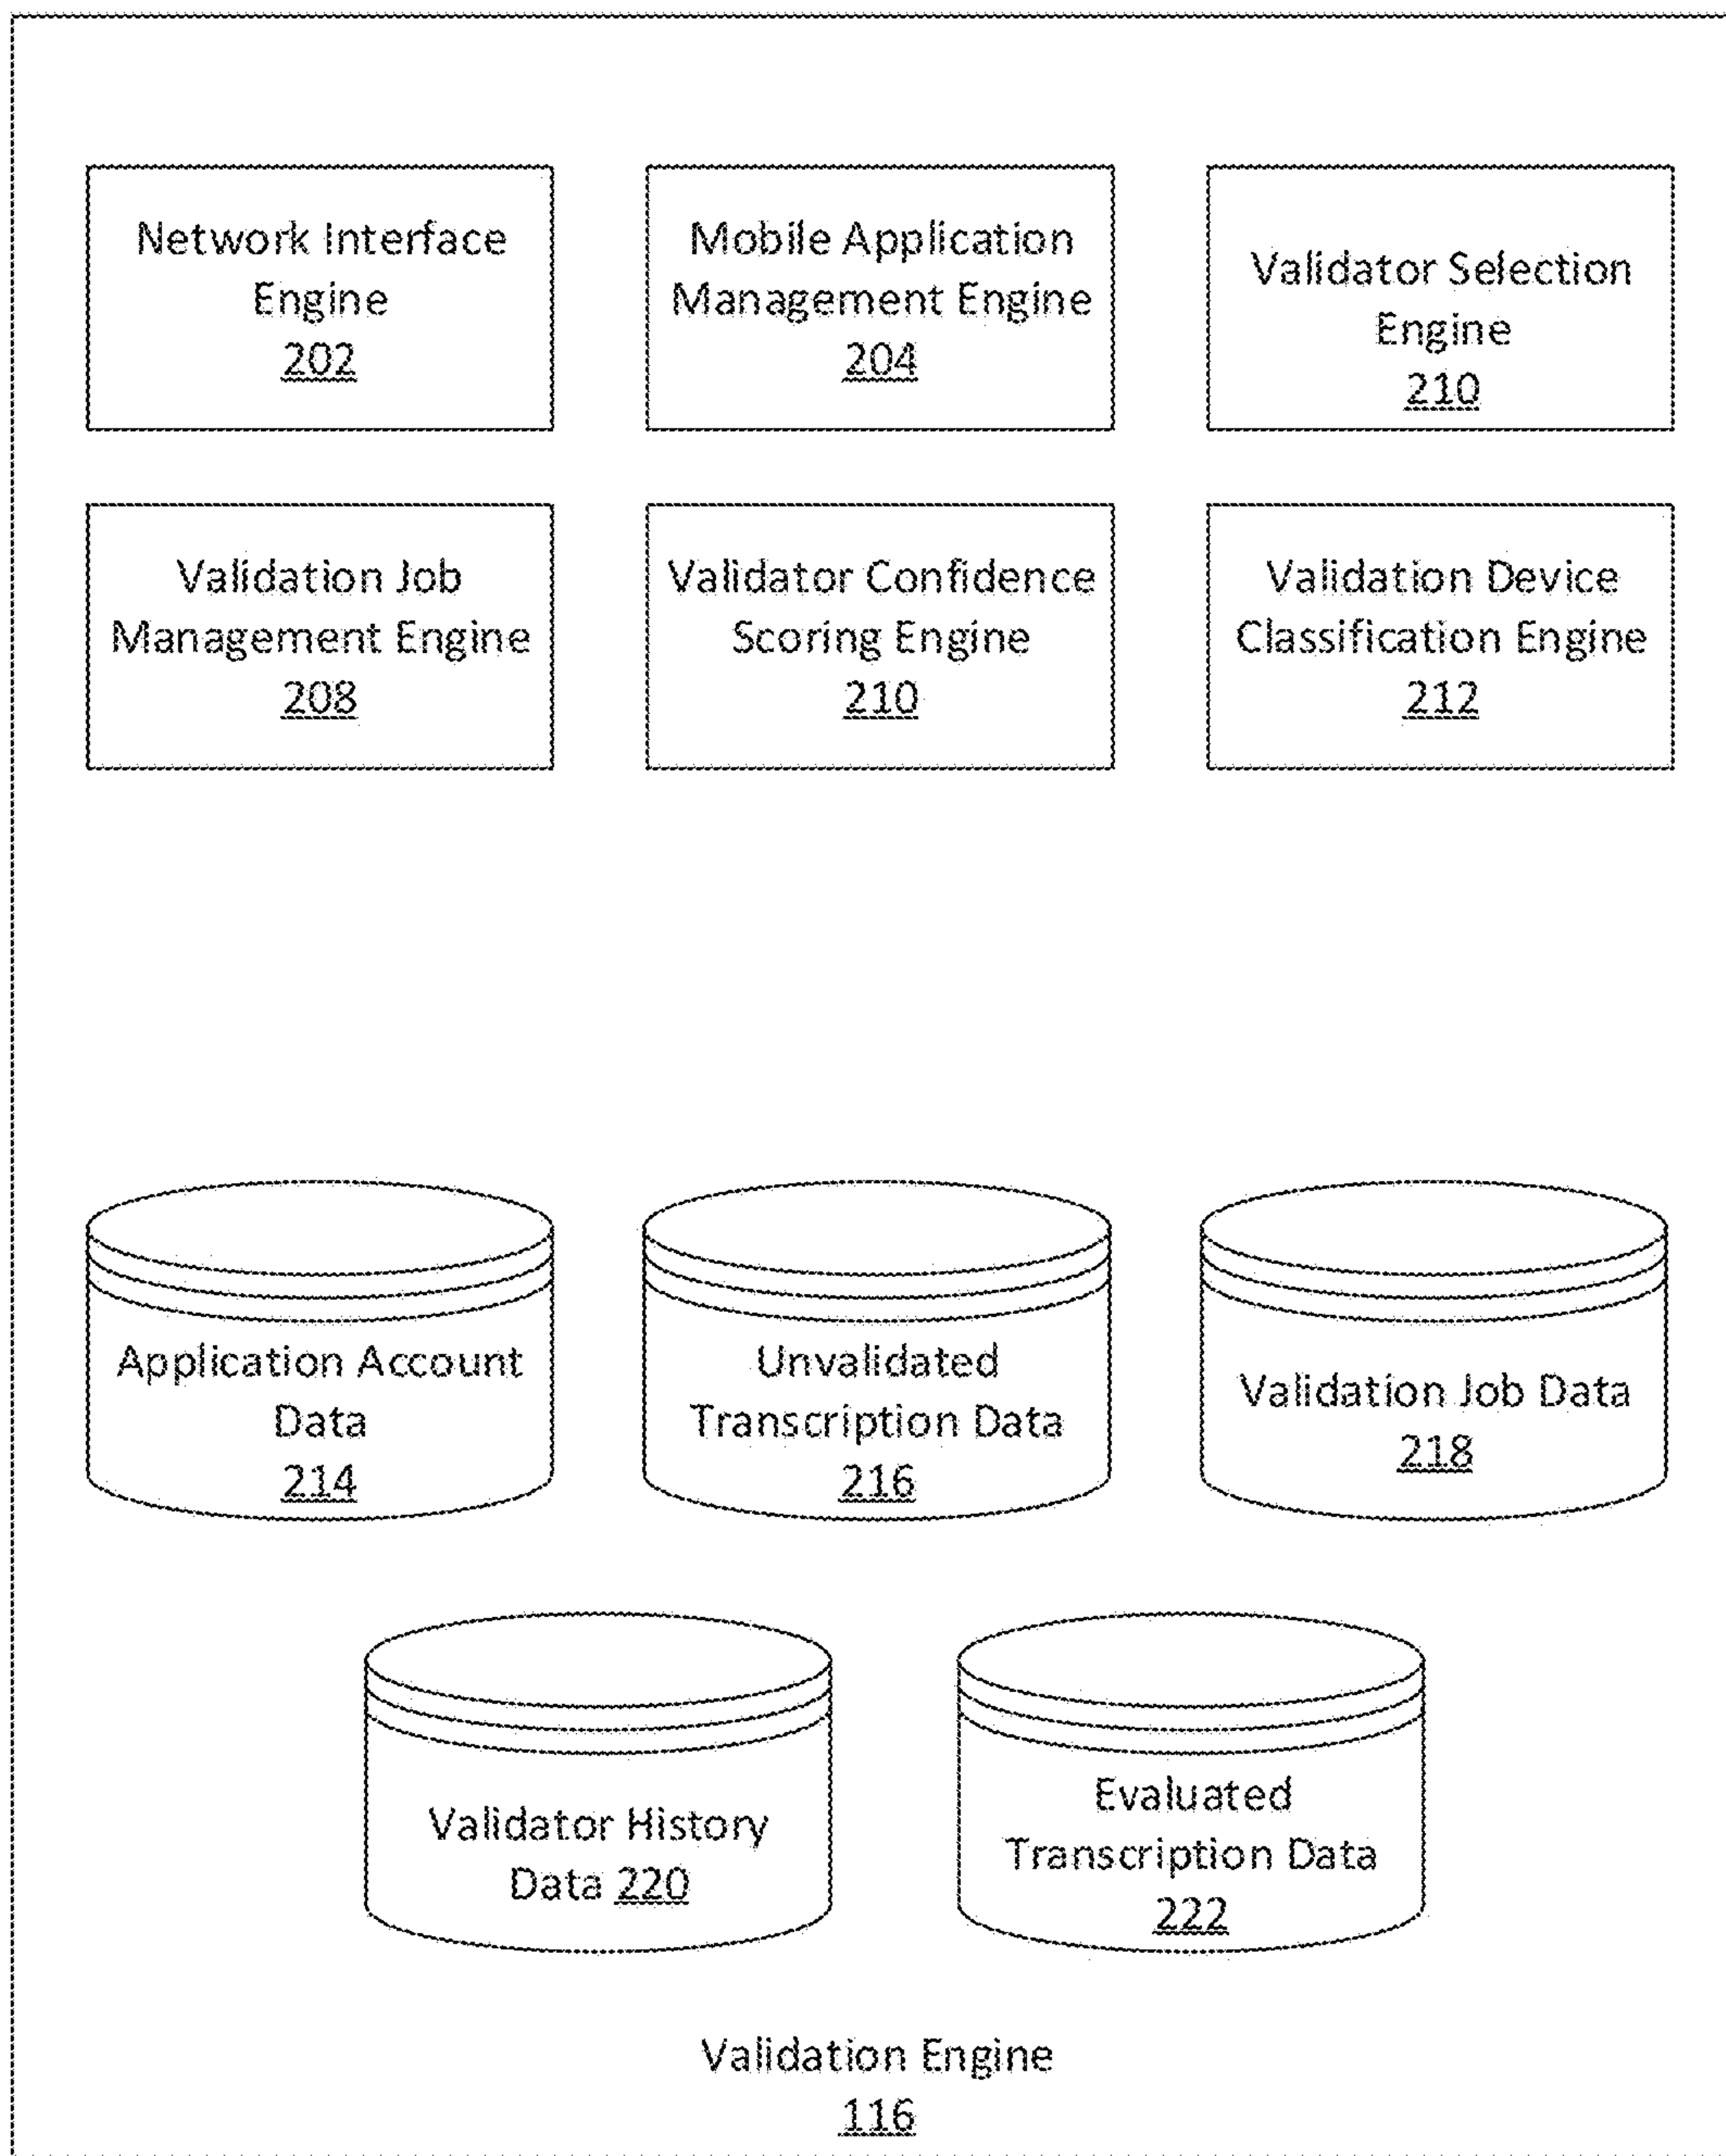 Network Interface
Engine
202
Mobile Application
Management Engine
204
Validator Selection
Engine
210
Validation Job
Management Engine
208
Validator Confidence
Scoring Engine
210
Validation Device
Classification Engine
212
Application Account
Data
214
Unvalidated
Transcription Data
216
Validation Job Data
218
Validator History
Data 220
Evaluated
Transcription Data
222
Validation Engine
116